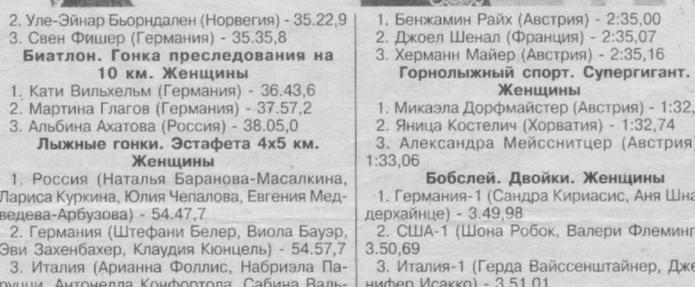 2. Уле-Эйнар Бьорндален (Норвегия) - 35.22,9
3. Свен Фишер (Германия) - 35.35,8
Биатлон. Гонка преследования на
10 км. Женщины
1. Кати Вильхельм (Германия) - 36.43,6
2. Мартина Глагов (Германия) - 37.57,2
3. Альбина Ахатова (Россия) - 38.05,0
Лыжные гонки. Эстафета 4х5 км.
Женщины
1. Россия (Наталья Баранова-Масалкина,
Лариса Куркина, Юлия Чепалова, Евгения Мед-
ведева-Арбузова) - 54.47,7
2. Германия (Штефани Белер, Виола Бауэр,
Эви Захенбахер, Клаудия Кюнцель) - 54.57,7
3. Италия (Арианна Фоллис, Набриэла Па-
руцци, Антонелла Конфортола, Сабина Валь-
1. Бенжамин Райх (Австрия) - 2:35,00
2. Джоел Шенал (Франция) - 2:35,07
3. Херманн Майер (Австрия) - 2:35,16
Горнолыжный спорт. Супергигант.
Женщины
1. Микаэла Дорфмайстер (Австрия) - 1:32,
2. Яница Костелич (Хорватия) - 1:32,74
3. Александра Мейсснитцер (Австрия
1:33,06
Бобслей. Двойки. Женщины
1. Германия-1 (Сандра Кириасис, Аня Шна
дерхайнце) - 3.49,98
2. США-1 (Шона Робок, Валери Флеминг
3.50,69
3. Италия-1 (Герда Вайссенштайнер, Дже
нифер Исакко) - 3.51,01